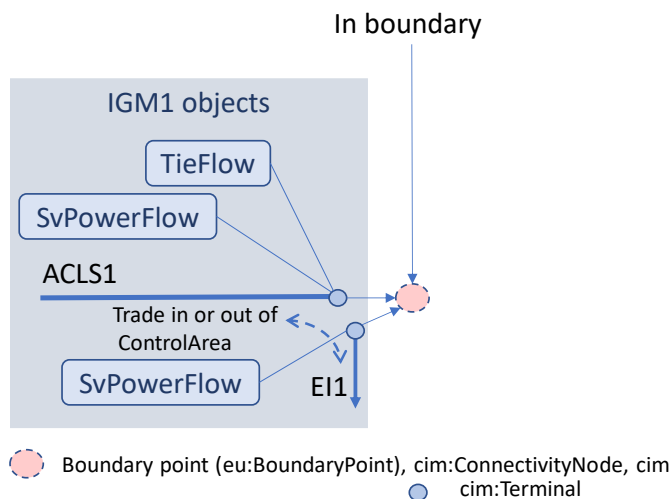 In boundary
IGM1 objects
TieFlow
SvPowerFlow
ACLS1
Trade in or out of
ControlArea
SvPowerFlow
EI1
Boundary point (eu:BoundaryPoint), cim:ConnectivityNode, cim
cim:Terminal